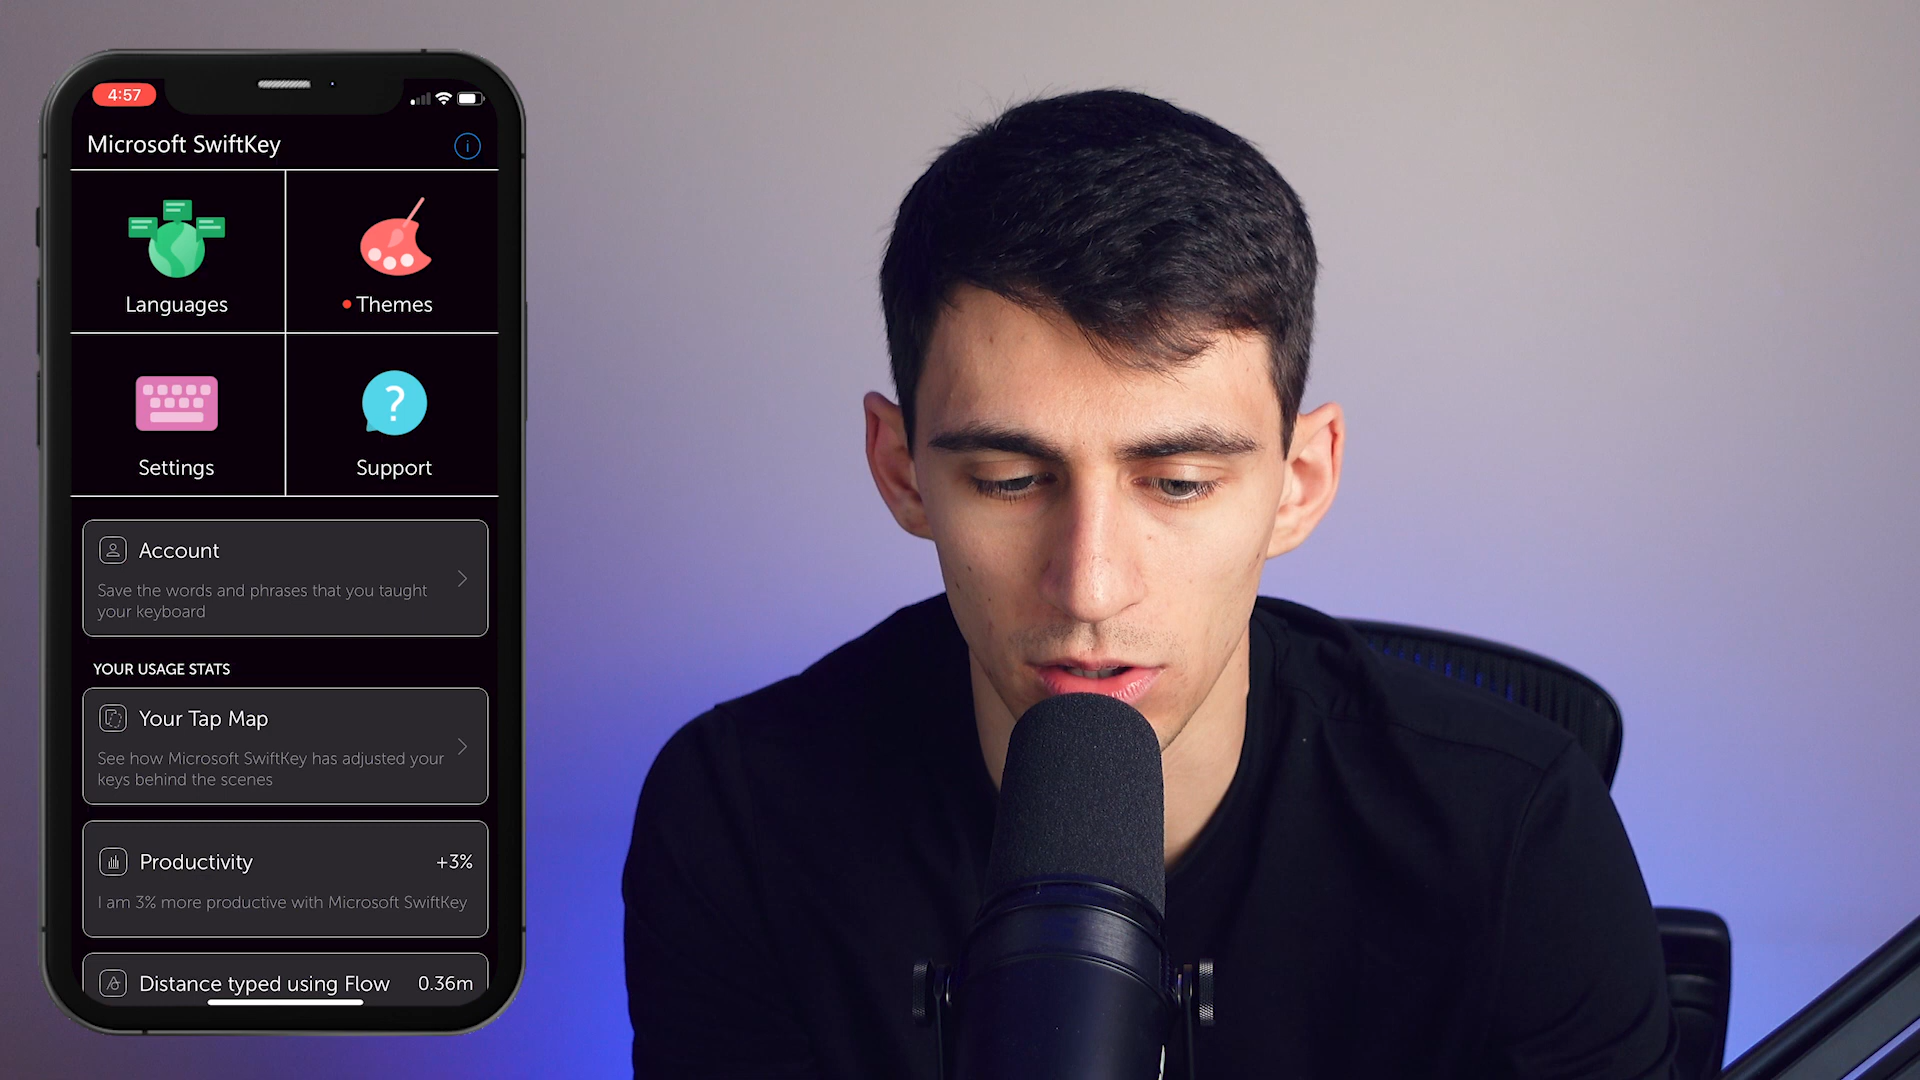 4:57
Microsoft SwiftKey
Languages
Themes
Settings
Support
Account
Save the words and phrases that you taught
your keyboard
YOUR USAGE STATS
Your Tap Map
See how Microsoft SwiftKey has adjusted your
keys behind the scenes
Productivity +3%
I am 3% more productive with Microsoft SwiftKey
Distance typed using Flow 0.36m